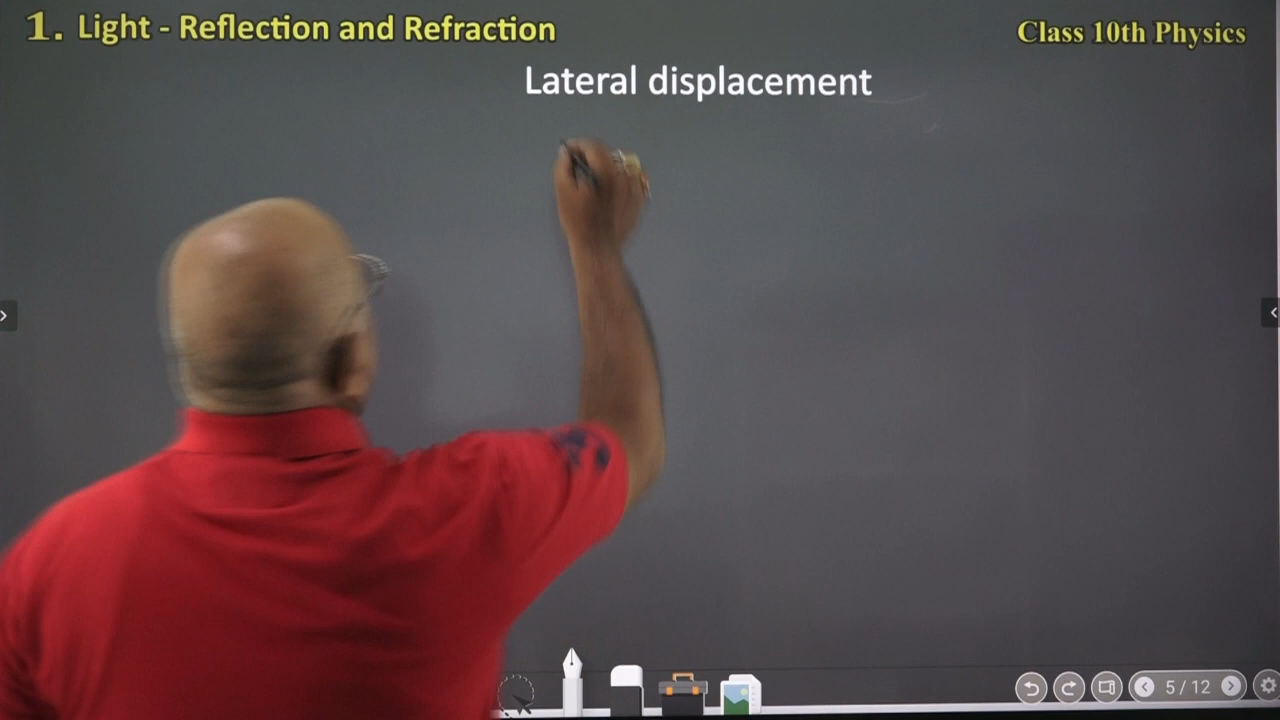 1. Light - Reflection and Refraction
Class 10th Physics
Lateral displacement
5 / 12